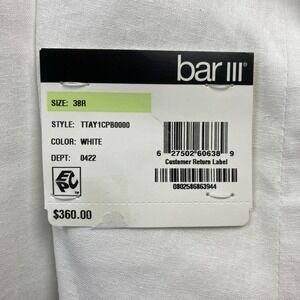 bar III
SIZE: 38R
STYLE: TTAY1CPB0000
COLOR: WHITE
DEPT: 0422
6 27502 60638 9
Customer Return Label
0802586863944
EPC
$360.00